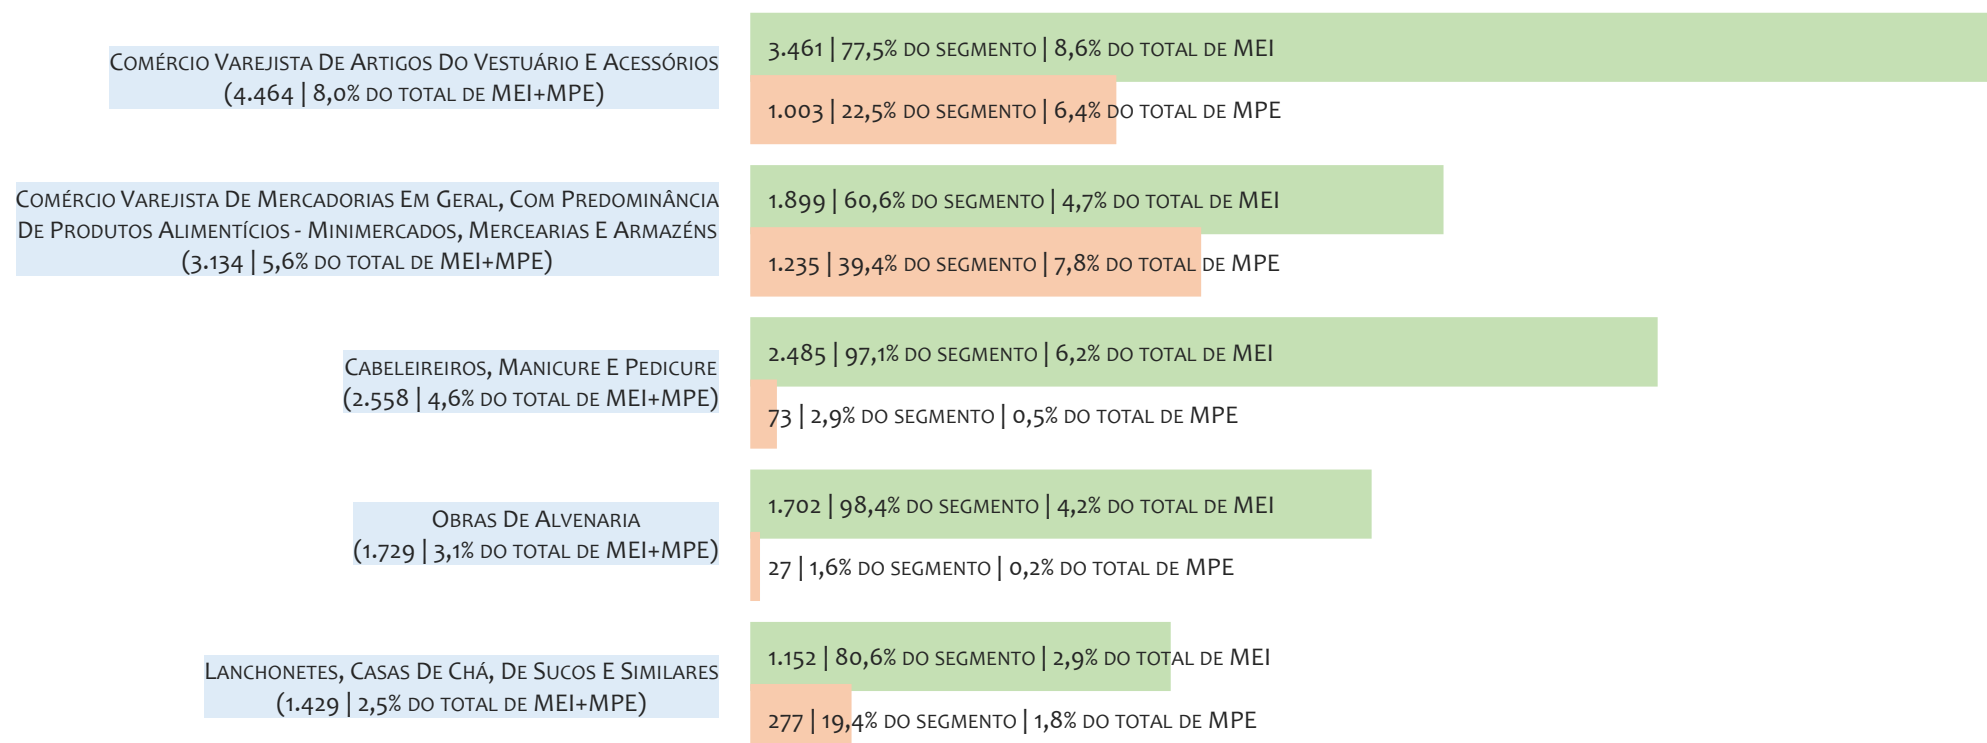 Comércio Varejista De Artigos Do Vestuário E Acessórios
(4.464 | 8,0% do total de MEI+MPE)
3.461 | 77,5% do segmento | 8,6% do total de MEI
1.003 | 22,5% do segmento | 6,4% do total de MPE
Comércio Varejista De Mercadorias Em Geral, Com Predominância
De Produtos Alimentícios - Minimercados, Mercearias E Armazéns
(3.134 | 5,6% do total de MEI+MPE)
1.899 | 60,6% do segmento | 4,7% do total de MEI
1.235 | 39,4% do segmento | 7,8% do total de MPE
Cabeleireiros, Manicure E Pedicure
(2.558 | 4,6% do total de MEI+MPE)
2.485 | 97,1% do segmento | 6,2% do total de MEI
73 | 2,9% do segmento | 0,5% do total de MPE
Obras De Alvenaria
(1.729 | 3,1% do total de MEI+MPE)
1.702 | 98,4% do segmento | 4,2% do total de MEI
27 | 1,6% do segmento | 0,2% do total de MPE
Lanchonetes, Casas De Chá, De Sucos E Similares
(1.429 | 2,5% do total de MEI+MPE)
1.152 | 80,6% do segmento | 2,9% do total de MEI
277 | 19,4% do segmento | 1,8% do total de MPE